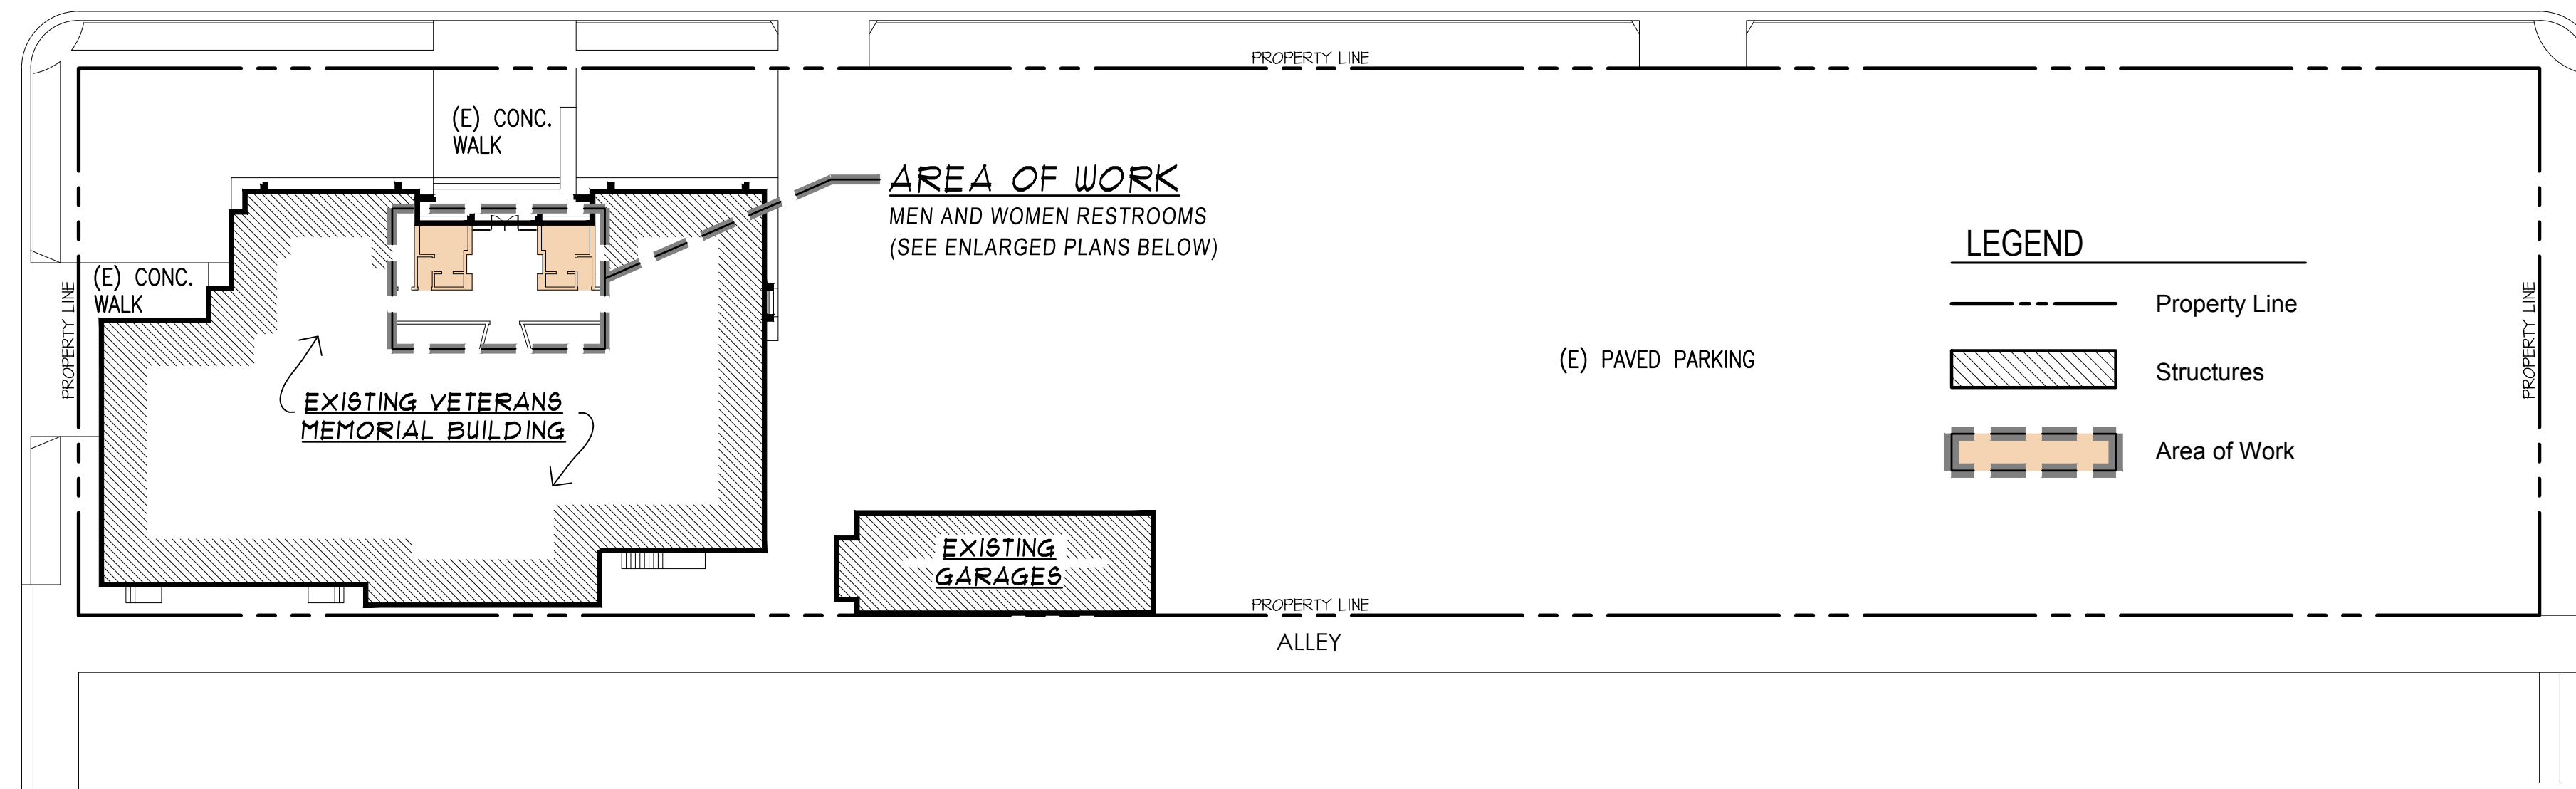 PROPERTY LINE
(E) CONC.
WALK
AREA OF WORK
MEN AND WOMEN RESTROOMS
(SEE ENLARGED PLANS BELOW)
LEGEND
(E) CONC.
WALK
PROPERTY LINE
PROPERTY LINE
Property Line
(E) PAVED PARKING
Structures
EXISTING VETERANS
MEMORIAL BUILDING
Area of Work
EXISTING
GARAGES
PROPERTY LINE
ALLEY